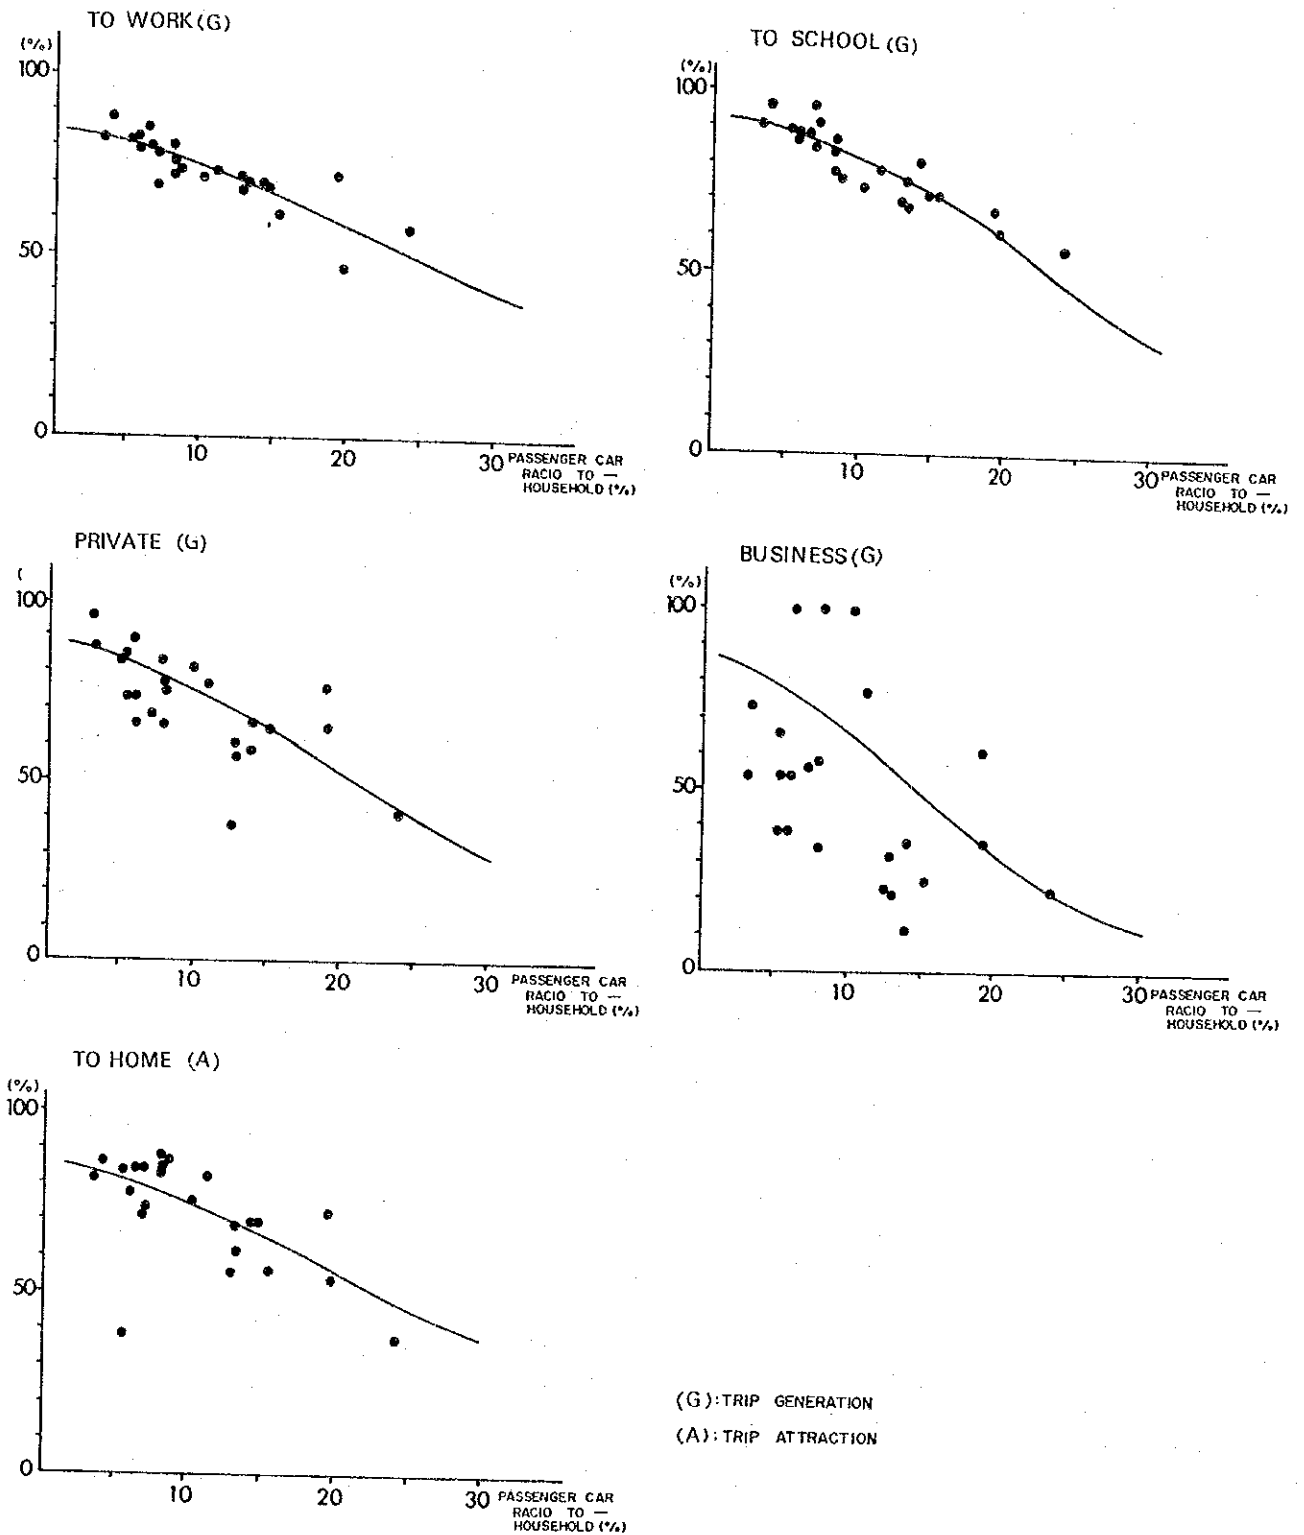 TO WORK(G)
(%)
100
50
0
10
20
30
PASSENGER CAR
RACIO TO —
HOUSEHOLD (%)
TO SCHOOL (G)
(%)
100
50
0
10
20
30
PASSENGER CAR
RACIO TO —
HOUSEHOLD (%)
PRIVATE (G)
(
100
50
0
10
20
30
PASSENGER CAR
RACIO TO —
HOUSEHOLD (%)
BUSINESS(G)
(%)
100
50
0
10
20
30
PASSENGER CAR
RACIO TO —
HOUSEHOLD (%)
TO HOME (A)
(%)
100
50
0
10
20
30
PASSENGER CAR
RACIO TO —
HOUSEHOLD (%)
(G):TRIP GENERATION
(A):TRIP ATTRACTION